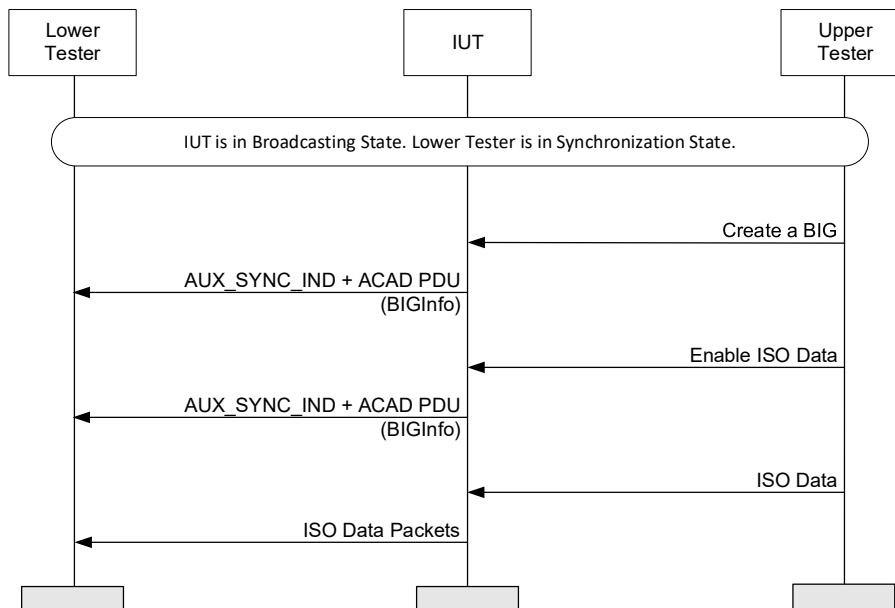 Lower
Tester
IUT
Upper
Tester
IUT is in Broadcasting State. Lower Tester is in Synchronization State.
Create a BIG
AUX_SYNC_IND + ACAD PDU
(BIGInfo)
Enable ISO Data
AUX_SYNC_IND + ACAD PDU
(BIGInfo)
ISO Data
ISO Data Packets